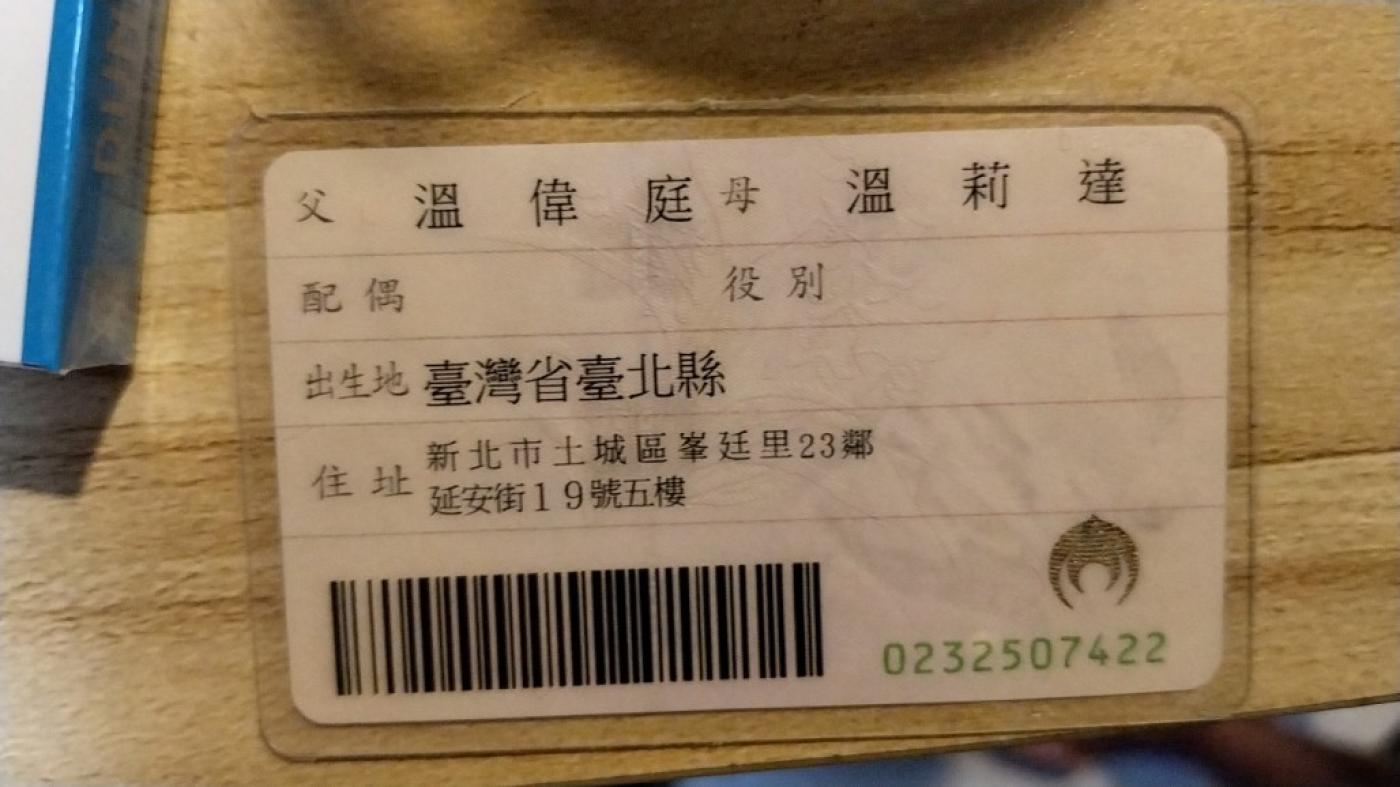 父 溫偉庭 母 溫莉達
配偶 役別
出生地 臺灣省臺北縣
住址 新北市土城區峯廷里23鄰
延安街19號五樓
0232507422